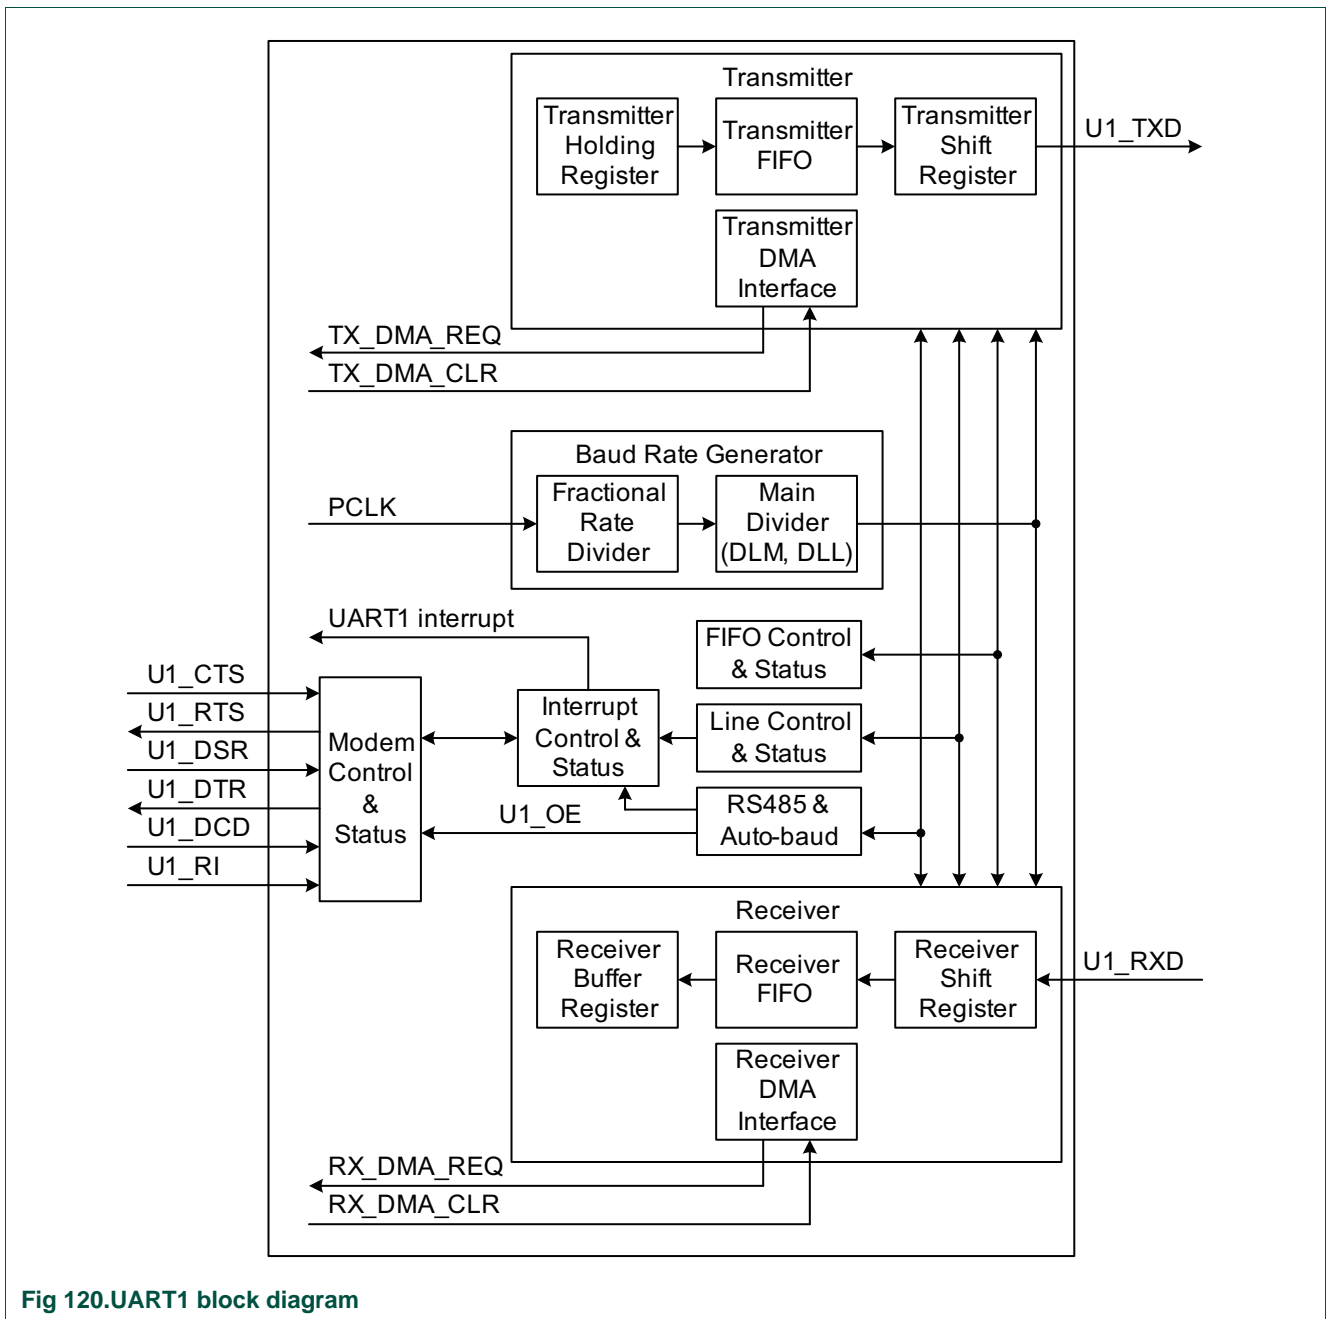 Transmitter
Transmitter
Holding
Register
Transmitter
FIFO
Transmitter
Shift
Register
U1_TXD
Transmitter
DMA
Interface
TX_DMA_REQ
TX_DMA_CLR
Baud Rate Generator
PCLK
Fractional
Rate
Divider
Main
Divider
(DLM, DLL)
UART1 interrupt
FIFO Control
& Status
U1_CTS
U1_RTS
U1_DSR
U1_DTR
U1_DCD
U1_RI
Modem
Control
&
Status
Interrupt
Control &
Status
Line Control
& Status
U1_OE
RS485 &
Auto-baud
Receiver
Receiver
Buffer
Register
Receiver
FIFO
Receiver
Shift
Register
U1_RXD
Receiver
DMA
Interface
RX_DMA_REQ
RX_DMA_CLR
Fig 120.UART1 block diagram